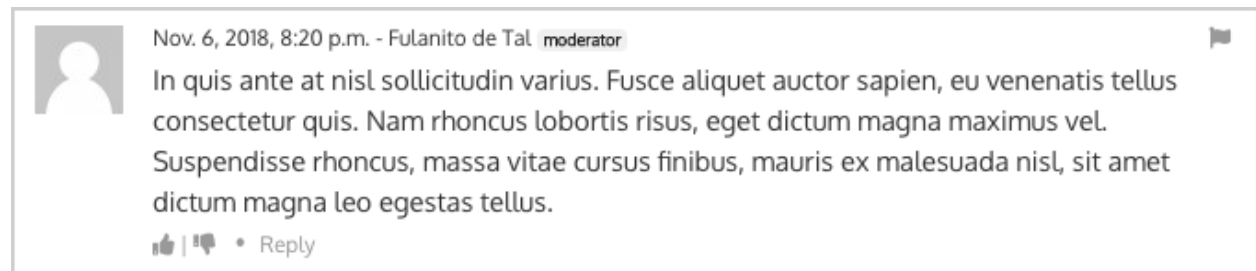 Nov. 6, 2018, 8:20 p.m. - Fulanito de Tal moderator
In quis ante at nisl sollicitudin varius. Fusce aliquet auctor sapien, eu venenatis tellus
consectetur quis. Nam rhoncus lobortis risus, eget dictum magna maximus vel.
Suspendisse rhoncus, massa vitae cursus finibus, mauris ex malesuada nisl, sit amet
dictum magna leo egestas tellus.
| • Reply